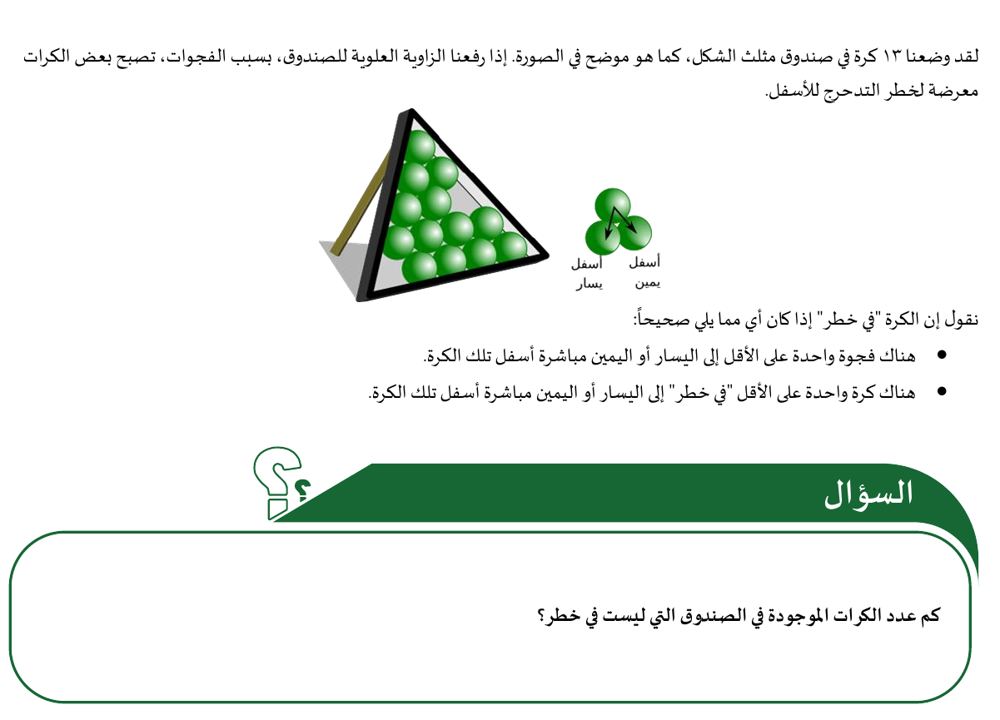 لقد وضعنا ١٣ كرة في صندوق مثلث الشكل، كما هو موضح في الصورة. إذا رفعنا الزاوية العلوية للصندوق، بسبب الفجوات، تصبح بعض الكرات
معرضة لخطر التدحرج للأسفل.
أسفل يمين
أسفل يسار
نقول إن الكرة "في خطر" إذا كان أي مما يلي صحيحاً:
● هناك فجوة واحدة على الأقل إلى اليسار أو اليمين مباشرة أسفل تلك الكرة.
● هناك كرة واحدة على الأقل "في خطر" إلى اليسار أو اليمين مباشرة أسفل تلك الكرة.
السؤال
كم عدد الكرات الموجودة في الصندوق التي ليست في خطر؟